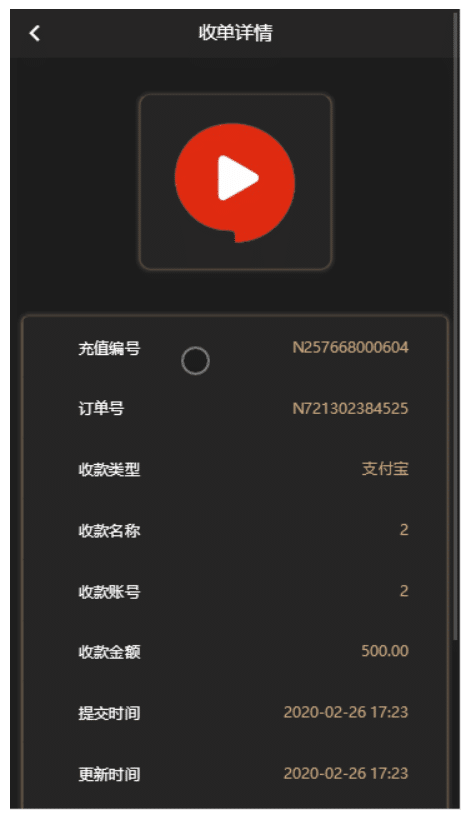 收单详情
充值编号 N257668000604
订单号 N721302384525
收款类型 支付宝
收款名称 2
收款账号 2
收款金额 500.00
提交时间 2020-02-26 17:23
更新时间 2020-02-26 17:23